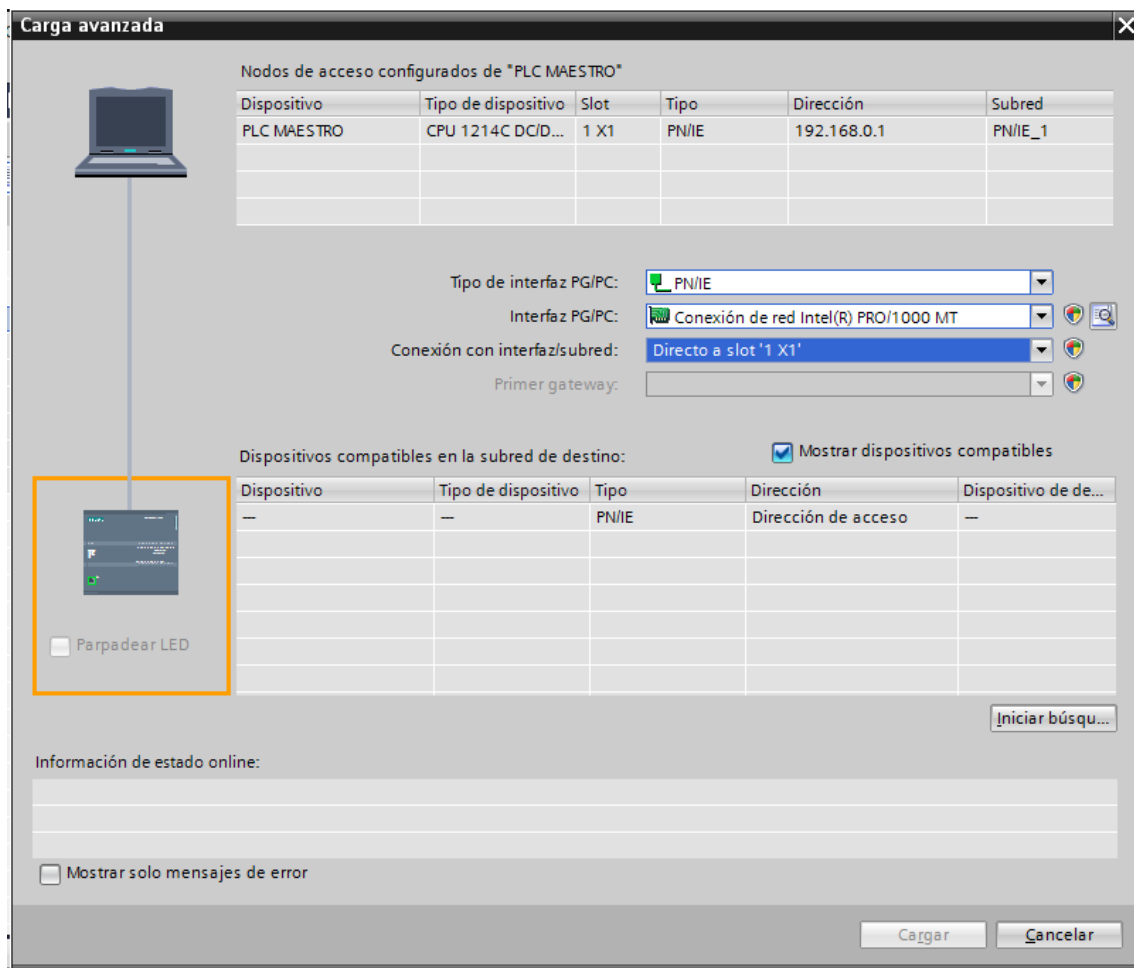 Carga avanzada
Nodos de acceso configurados de "PLC MAESTRO"
Dispositivo Tipo de dispositivo Slot Tipo Dirección Subred
PLC MAESTRO CPU 1214C DC/D... 1 X1 PN/IE 192.168.0.1 PN/IE_1
Tipo de interfaz PG/PC: PN/IE
Interfaz PG/PC: Conexión de red Intel(R) PRO/1000 MT
Conexión con interfaz/subred: Directo a slot '1 X1'
Primer gateway:
Dispositivos compatibles en la subred de destino: Mostrar dispositivos compatibles
Dispositivo Tipo de dispositivo Tipo Dirección Dispositivo de de...
— — PN/IE Dirección de acceso —
Parpadear LED
Iniciar búsqu...
Información de estado online:
Mostrar solo mensajes de error
Cargar Cancelar